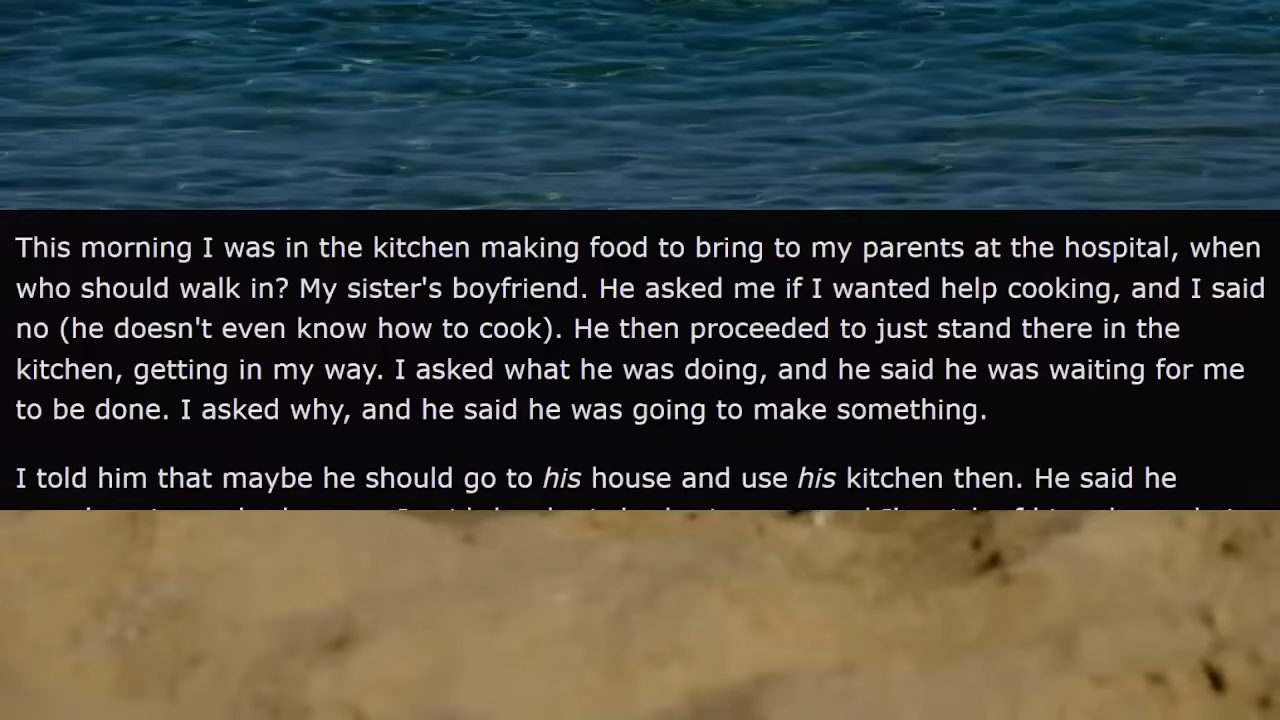 This morning I was in the kitchen making food to bring to my parents at the hospital, when
who should walk in? My sister's boyfriend. He asked me if I wanted help cooking, and I said
no (he doesn't even know how to cook). He then proceeded to just stand there in the
kitchen, getting in my way. I asked what he was doing, and he said he was waiting for me
to be done. I asked why, and he said he was going to make something.
I told him that maybe he should go to his house and use his kitchen then. He said he